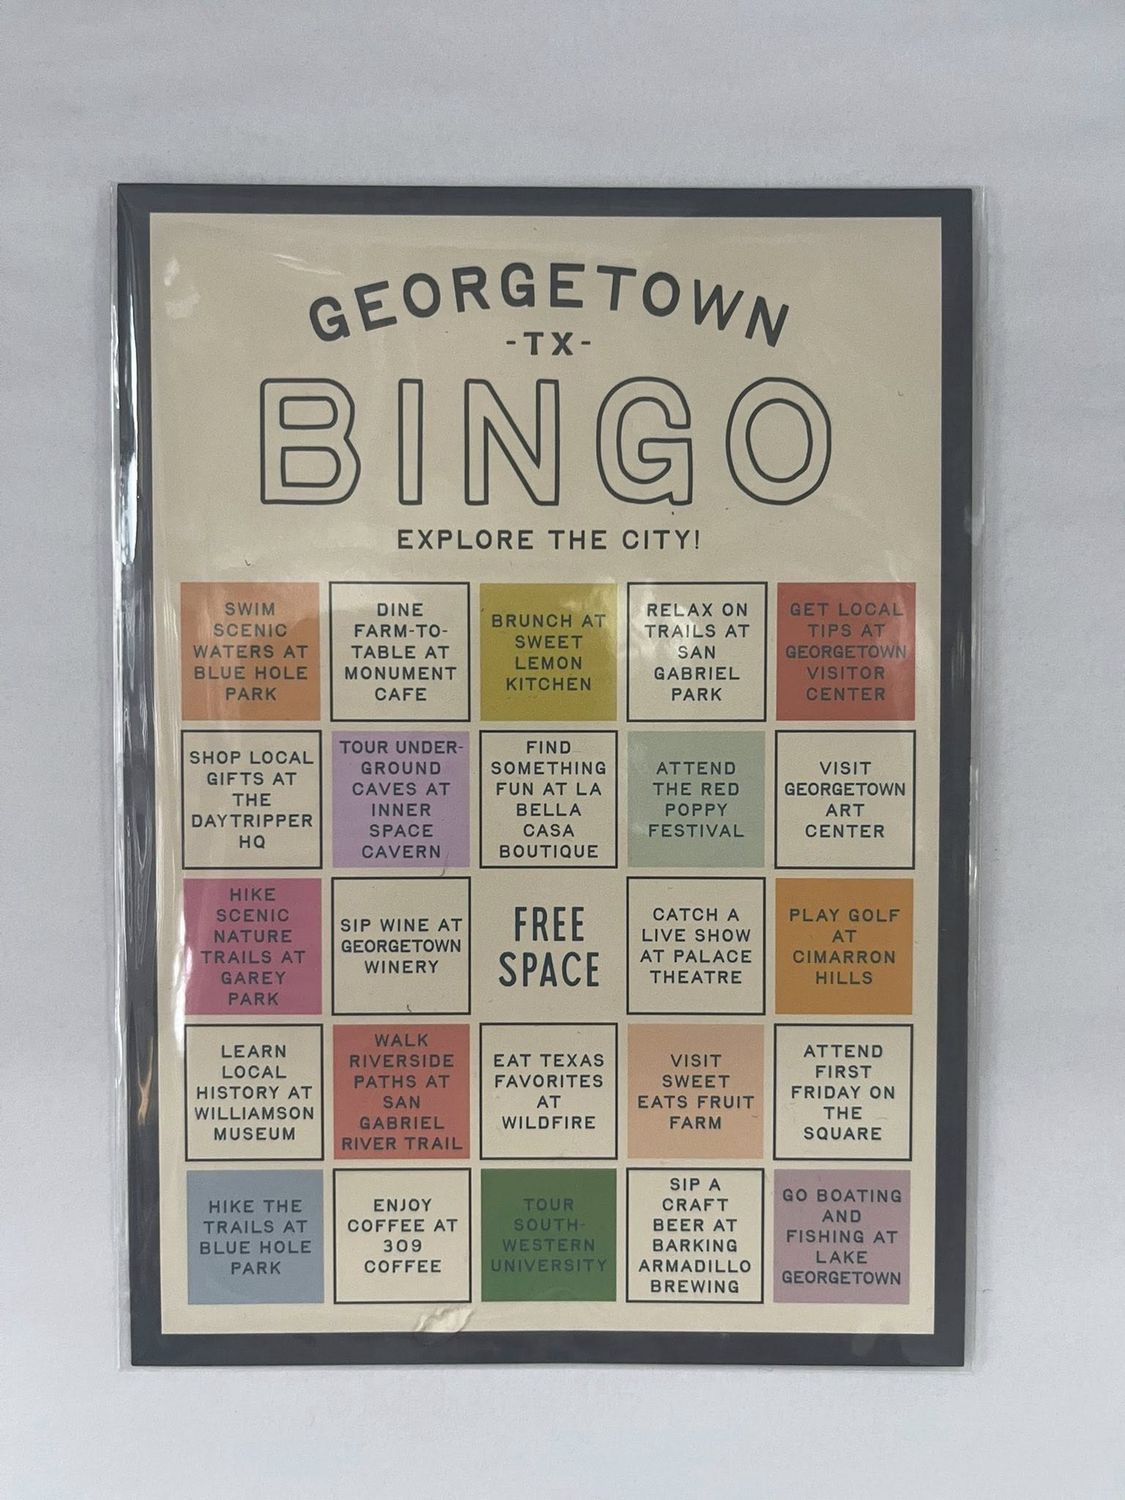 GEORGETOWN
-TX-
BINGO
EXPLORE THE CITY!
SWIM
SCENIC
WATERS AT
BLUE HOLE
PARK
DINE
FARM-TO-
TABLE AT
MONUMENT
CAFE
BRUNCH AT
SWEET
LEMON
KITCHEN
RELAX ON
TRAILS AT
SAN
GABRIEL
PARK
GET LOCAL
TIPS AT
GEORGETOWN
VISITOR
CENTER
SHOP LOCAL
GIFTS AT
THE
DAYTRIPPER
HQ
TOUR UNDER-
GROUND
CAVES AT
INNER
SPACE
CAVERN
FIND
SOMETHING
FUN AT LA
BELLA
CASA
BOUTIQUE
ATTEND
THE RED
POPPY
FESTIVAL
VISIT
GEORGETOWN
ART
CENTER
HIKE
SCENIC
NATURE
TRAILS AT
GAREY
PARK
SIP WINE AT
GEORGETOWN
WINERY
FREE
SPACE
CATCH A
LIVE SHOW
AT PALACE
THEATRE
PLAY GOLF
AT
CIMARRON
HILLS
LEARN
LOCAL
HISTORY AT
WILLIAMSON
MUSEUM
WALK
RIVERSIDE
PATHS AT
SAN
GABRIEL
RIVER TRAIL
EAT TEXAS
FAVORITES
AT
WILDFIRE
VISIT
SWEET
EATS FRUIT
FARM
ATTEND
FIRST
FRIDAY ON
THE
SQUARE
HIKE THE
TRAILS AT
BLUE HOLE
PARK
ENJOY
COFFEE AT
309
COFFEE
TOUR
SOUTH-
WESTERN
UNIVERSITY
SIP A
CRAFT
BEER AT
BARKING
ARMADILLO
BREWING
GO BOATING
AND
FISHING AT
LAKE
GEORGETOWN